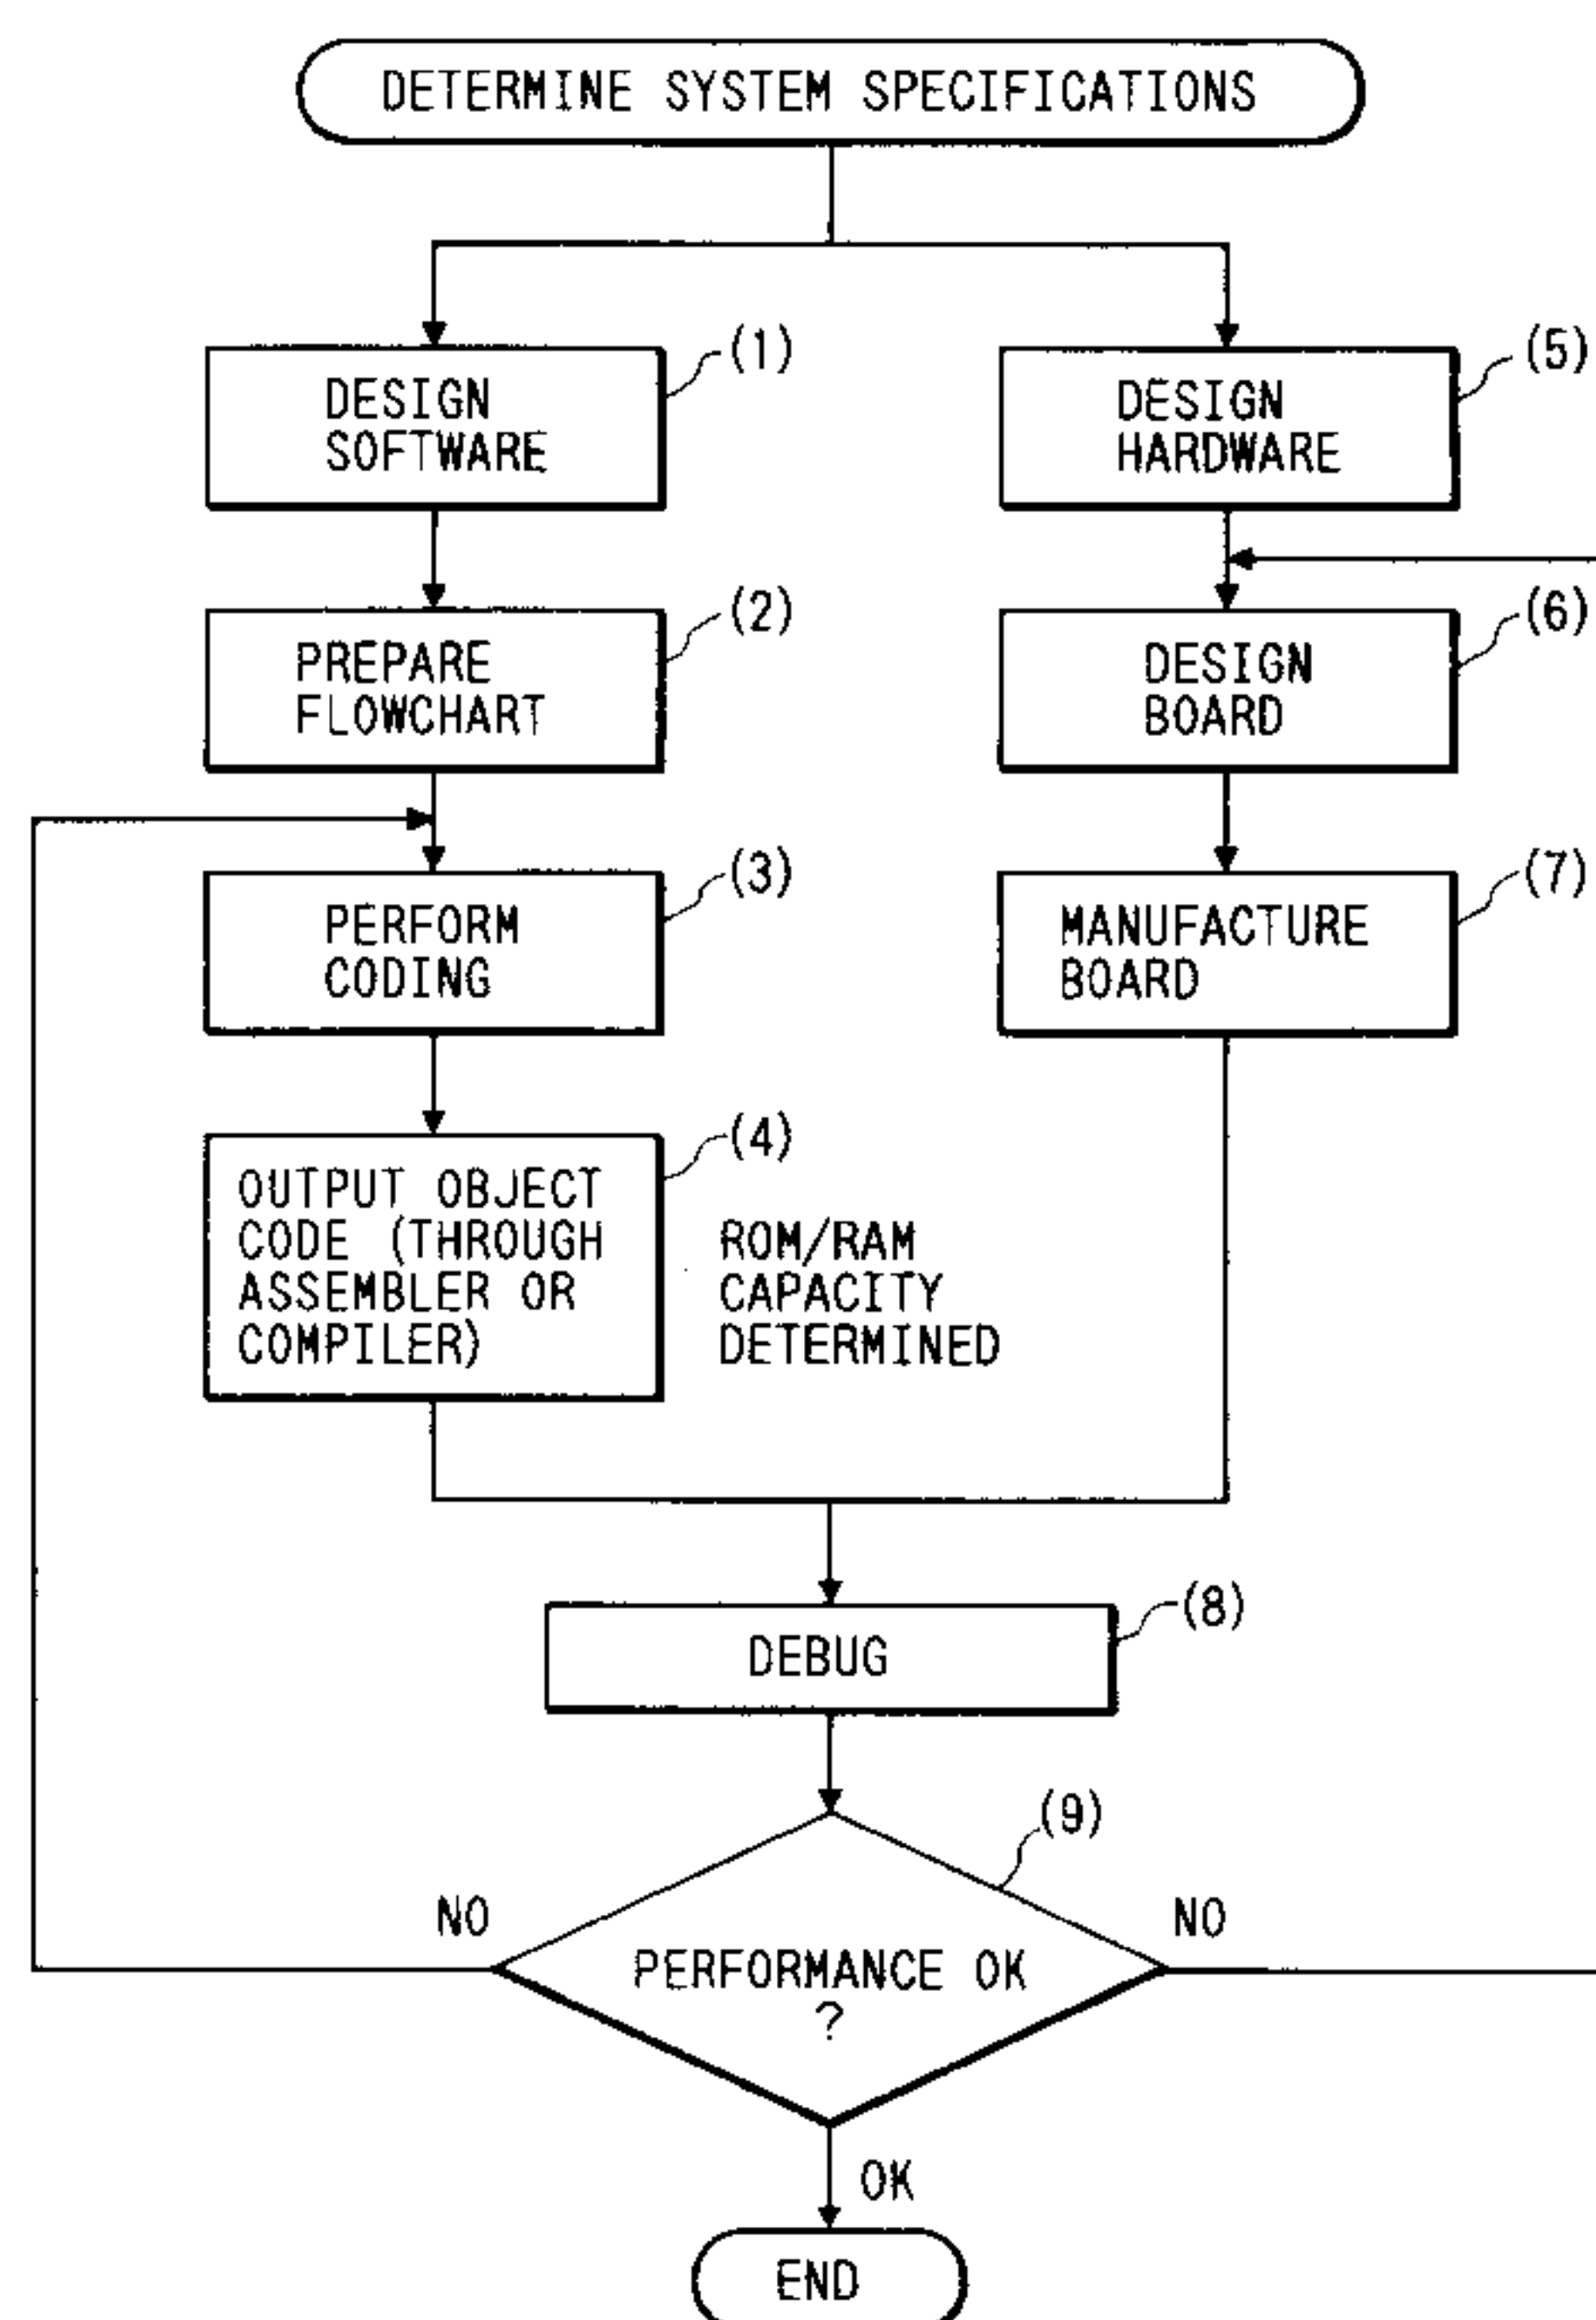 DETERMINE SYSTEM SPECIFICATIONS
(1)
DESIGN
SOFTWARE
(5)
DESIGN
HARDWARE
(2)
PREPARE
FLOWCHART
(6)
DESIGN
BOARD
(3)
PERFORM
CODING
(7)
MANUFACTURE
BOARD
(4)
OUTPUT OBJECT
CODE (THROUGH
ASSEMBLER OR
COMPILER)
ROM/RAM
CAPACITY
DETERMINED
(8)
DEBUG
(9)
NO
NO
PERFORMANCE OK
?
OK
END